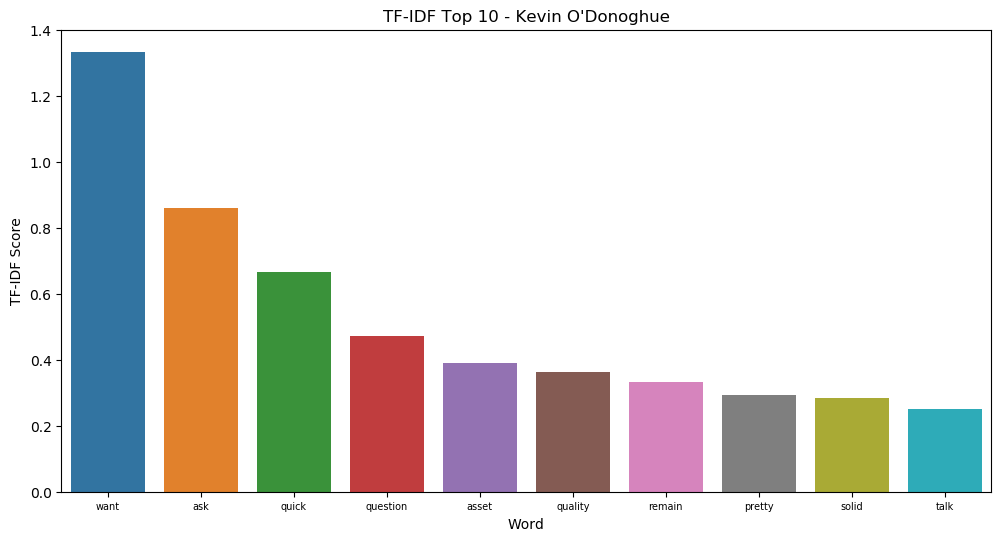 TF-IDF Top 10 - Kevin O'Donoghue
TF-IDF Score
1.4
1.2
1.0
0.8
0.6
0.4
0.2
0.0
want ask quick question asset quality remain pretty solid talk
Word